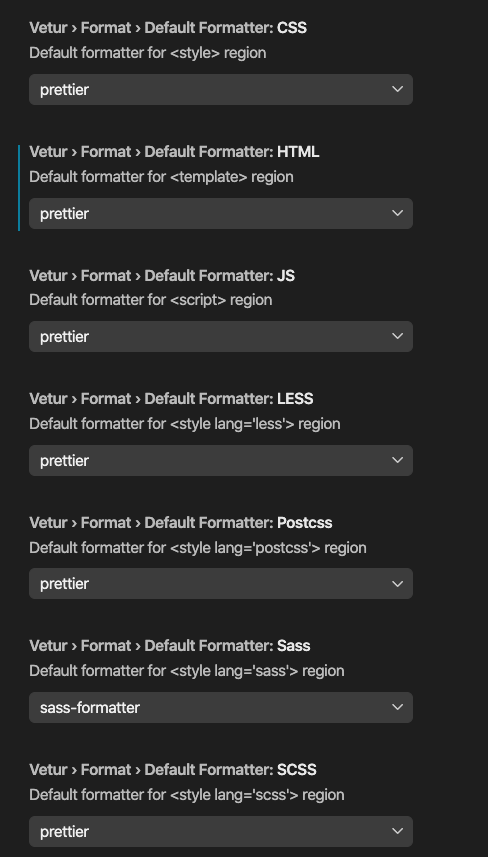 Vetur › Format › Default Formatter: CSS
Default formatter for <style> region
prettier
Vetur › Format › Default Formatter: HTML
Default formatter for <template> region
prettier
Vetur › Format › Default Formatter: JS
Default formatter for <script> region
prettier
Vetur › Format › Default Formatter: LESS
Default formatter for <style lang='less'> region
prettier
Vetur › Format › Default Formatter: Postcss
Default formatter for <style lang='postcss'> region
prettier
Vetur › Format › Default Formatter: Sass
Default formatter for <style lang='sass'> region
sass-formatter
Vetur › Format › Default Formatter: SCSS
Default formatter for <style lang='scss'> region
prettier